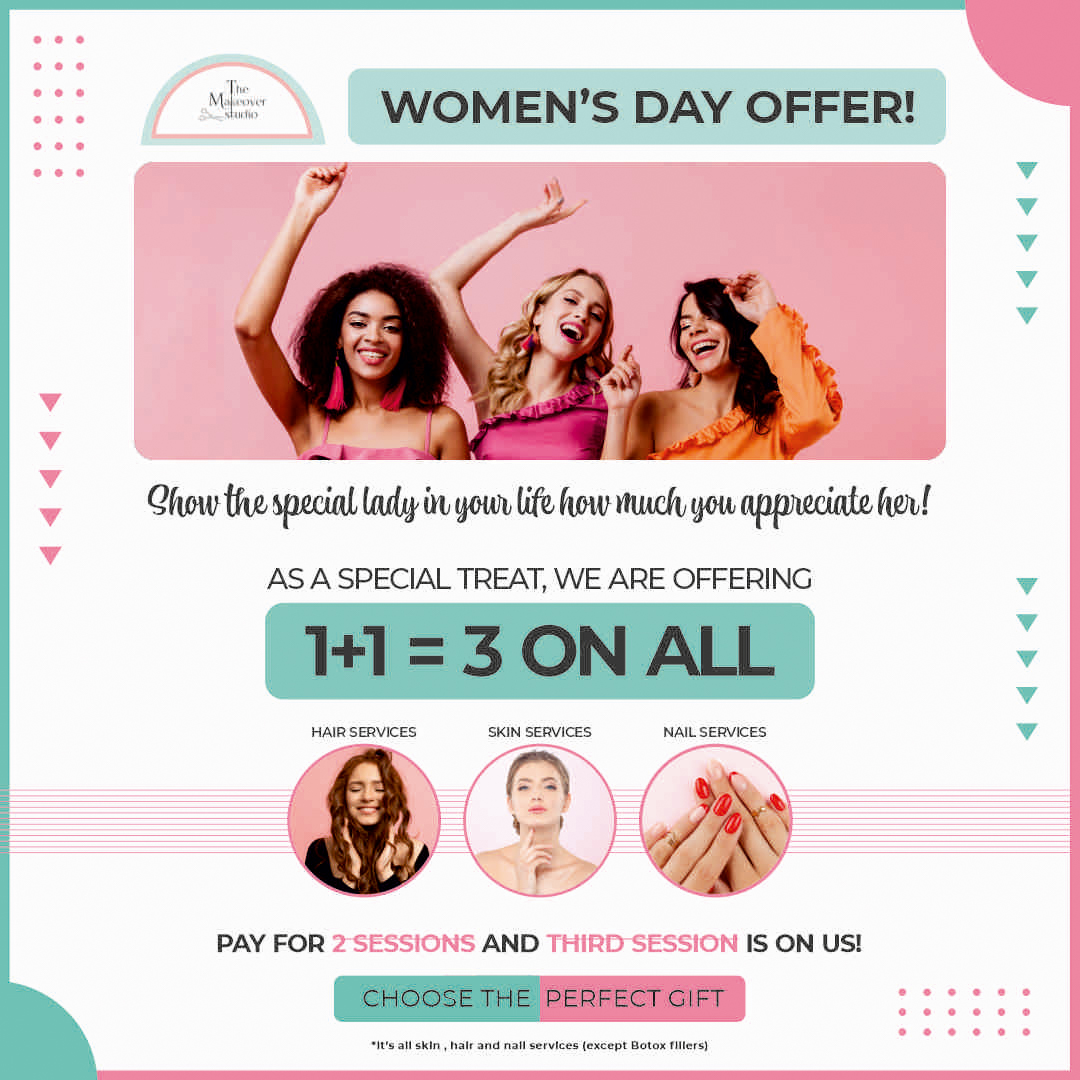 The
Makeover
studio
WOMEN'S DAY OFFER!
Show the special lady in your life how much you appreciate her!
AS A SPECIAL TREAT, WE ARE OFFERING
1+1 = 3 ON ALL
HAIR SERVICES
SKIN SERVICES
NAIL SERVICES
PAY FOR 2 SESSIONS AND THIRD SESSION IS ON US!
CHOOSE THE PERFECT GIFT
*It's all skin , hair and nail services (except Botox fillers)